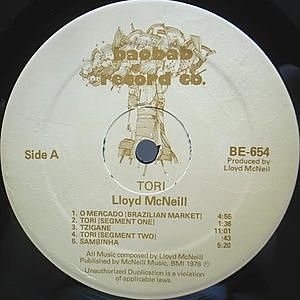 baobab
record co.
Side A
BE-654
Produced by
Lloyd McNeil
TORI
Lloyd McNeill
1 O MERCADO (BRAZILIAN MARKET) 4:55
2 TORI (SEGMENT ONE) 1:36
3 TZIGANE 11:01
4 TORI (SEGMENT TWO) :43
5 SAMBINHA 5:20
All Music composed by Lloyd McNeill
Published by McNeill Music, BMI 1978 ℗
Unauthorized Duplication is a violation
of applicable laws.